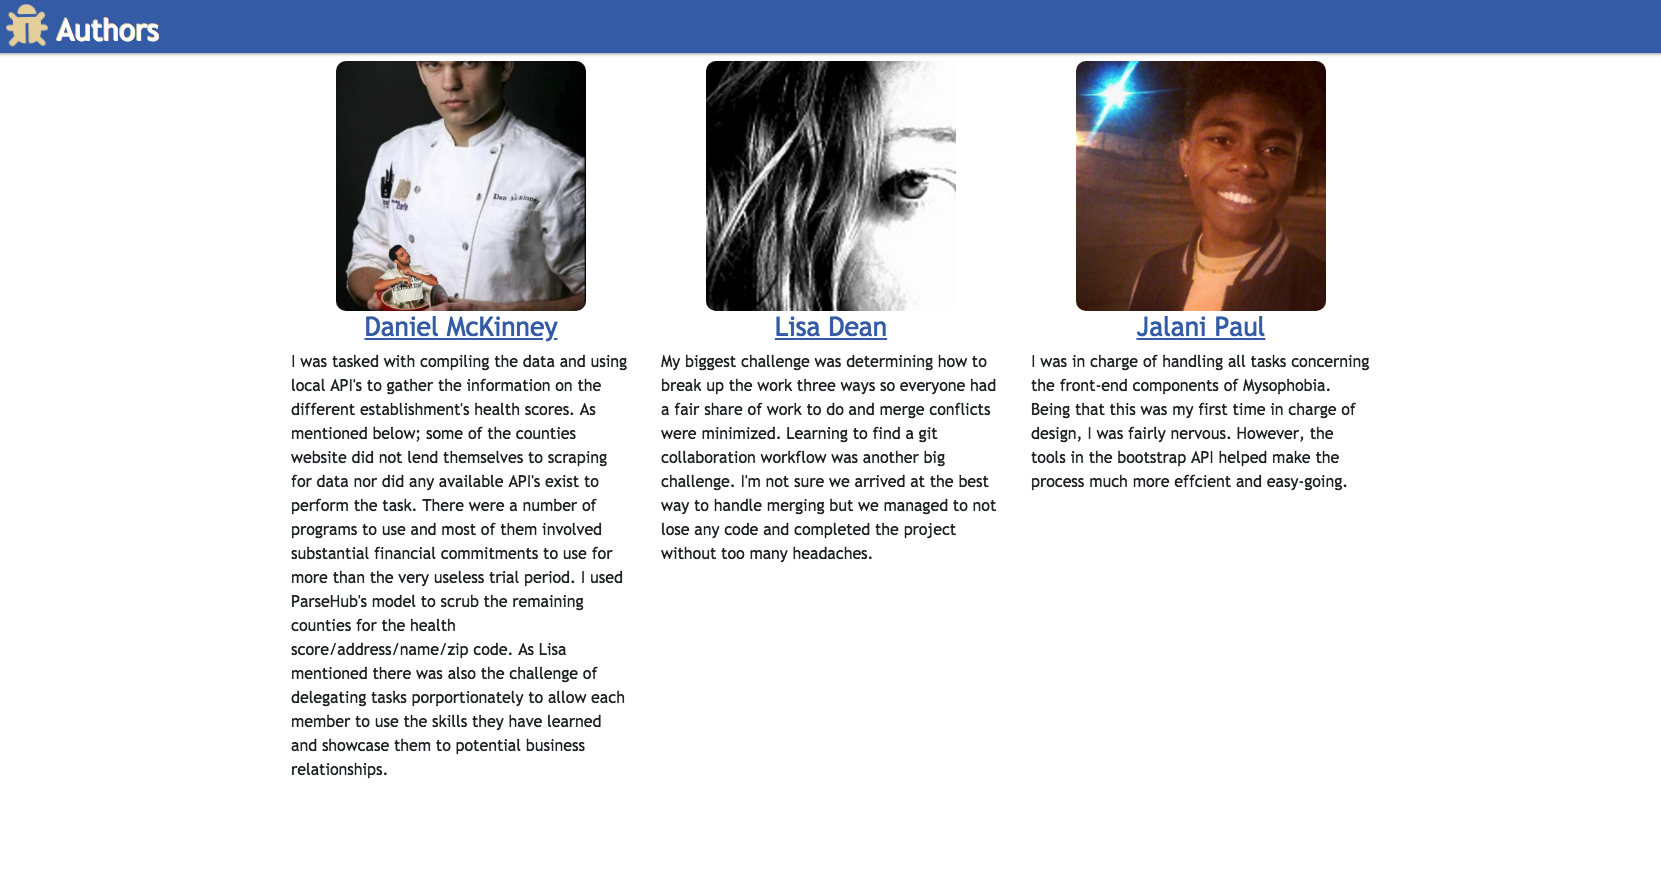 Authors
Dan McKinney
Daniel McKinney
I was tasked with compiling the data and using
local API's to gather the information on the
different establishment's health scores. As
mentioned below; some of the counties
website did not lend themselves to scraping
for data nor did any available API's exist to
perform the task. There were a number of
programs to use and most of them involved
substantial financial commitments to use for
more than the very useless trial period. I used
ParseHub's model to scrub the remaining
counties for the health
score/address/name/zip code. As Lisa
mentioned there was also the challenge of
delegating tasks porportionately to allow each
member to use the skills they have learned
and showcase them to potential business
relationships.
Lisa Dean
My biggest challenge was determining how to
break up the work three ways so everyone had
a fair share of work to do and merge conflicts
were minimized. Learning to find a git
collaboration workflow was another big
challenge. I'm not sure we arrived at the best
way to handle merging but we managed to not
lose any code and completed the project
without too many headaches.
Jalani Paul
I was in charge of handling all tasks concerning
the front-end components of Mysophobia.
Being that this was my first time in charge of
design, I was fairly nervous. However, the
tools in the bootstrap API helped make the
process much more effcient and easy-going.